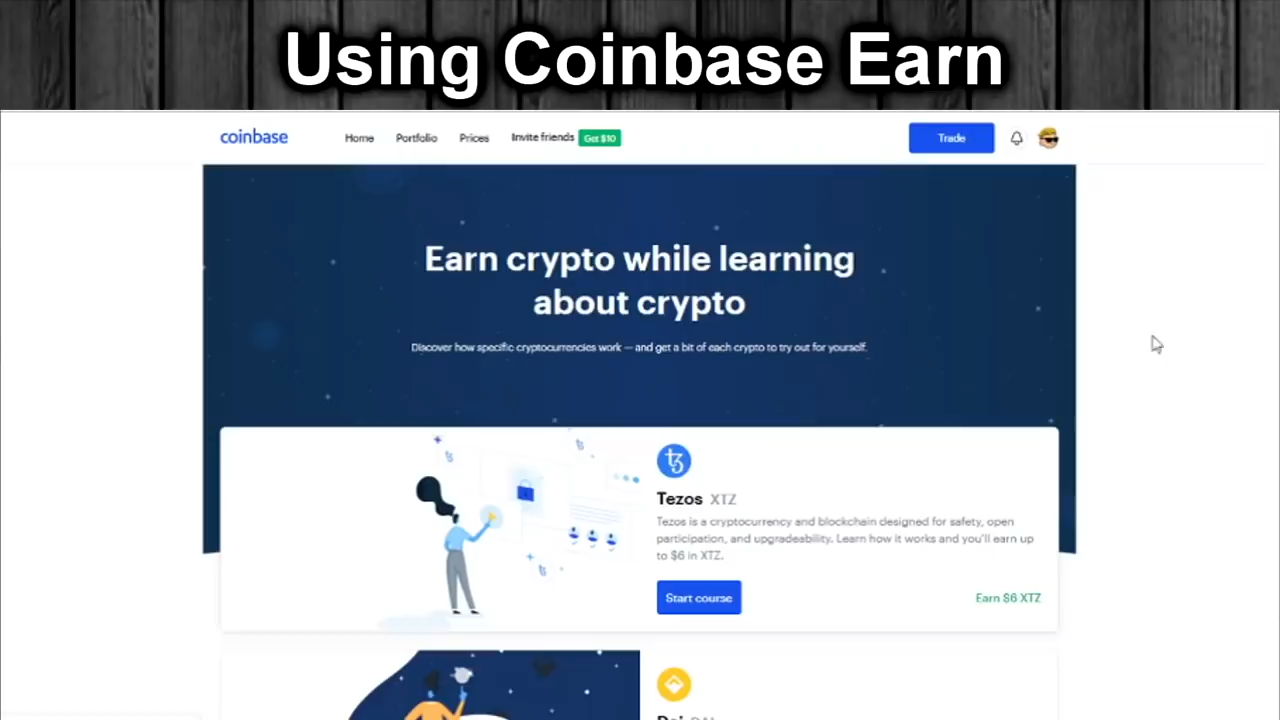 Using Coinbase Earn
coinbase Home Portfolio Prices Invite friends Get $10 Trade
Earn crypto while learning
about crypto
Discover how specific cryptocurrencies work — and get a bit of each crypto to try out for yourself.
Tezos XTZ
Tezos is a cryptocurrency and blockchain designed for safety, open
participation, and upgradeability. Learn how it works and you'll earn up
to $6 in XTZ.
Start course Earn $6 XTZ
Dai DAI